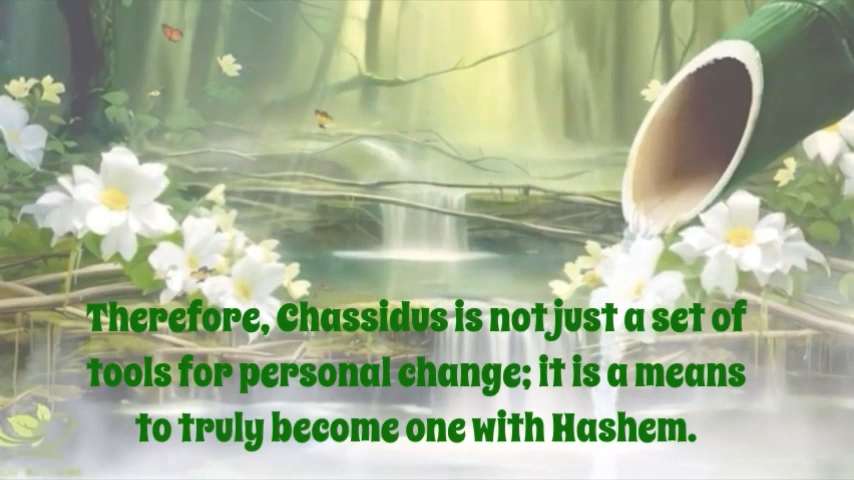 Therefore, Chassidus is not just a set of
tools for personal change; it is a means
to truly become one with Hashem.